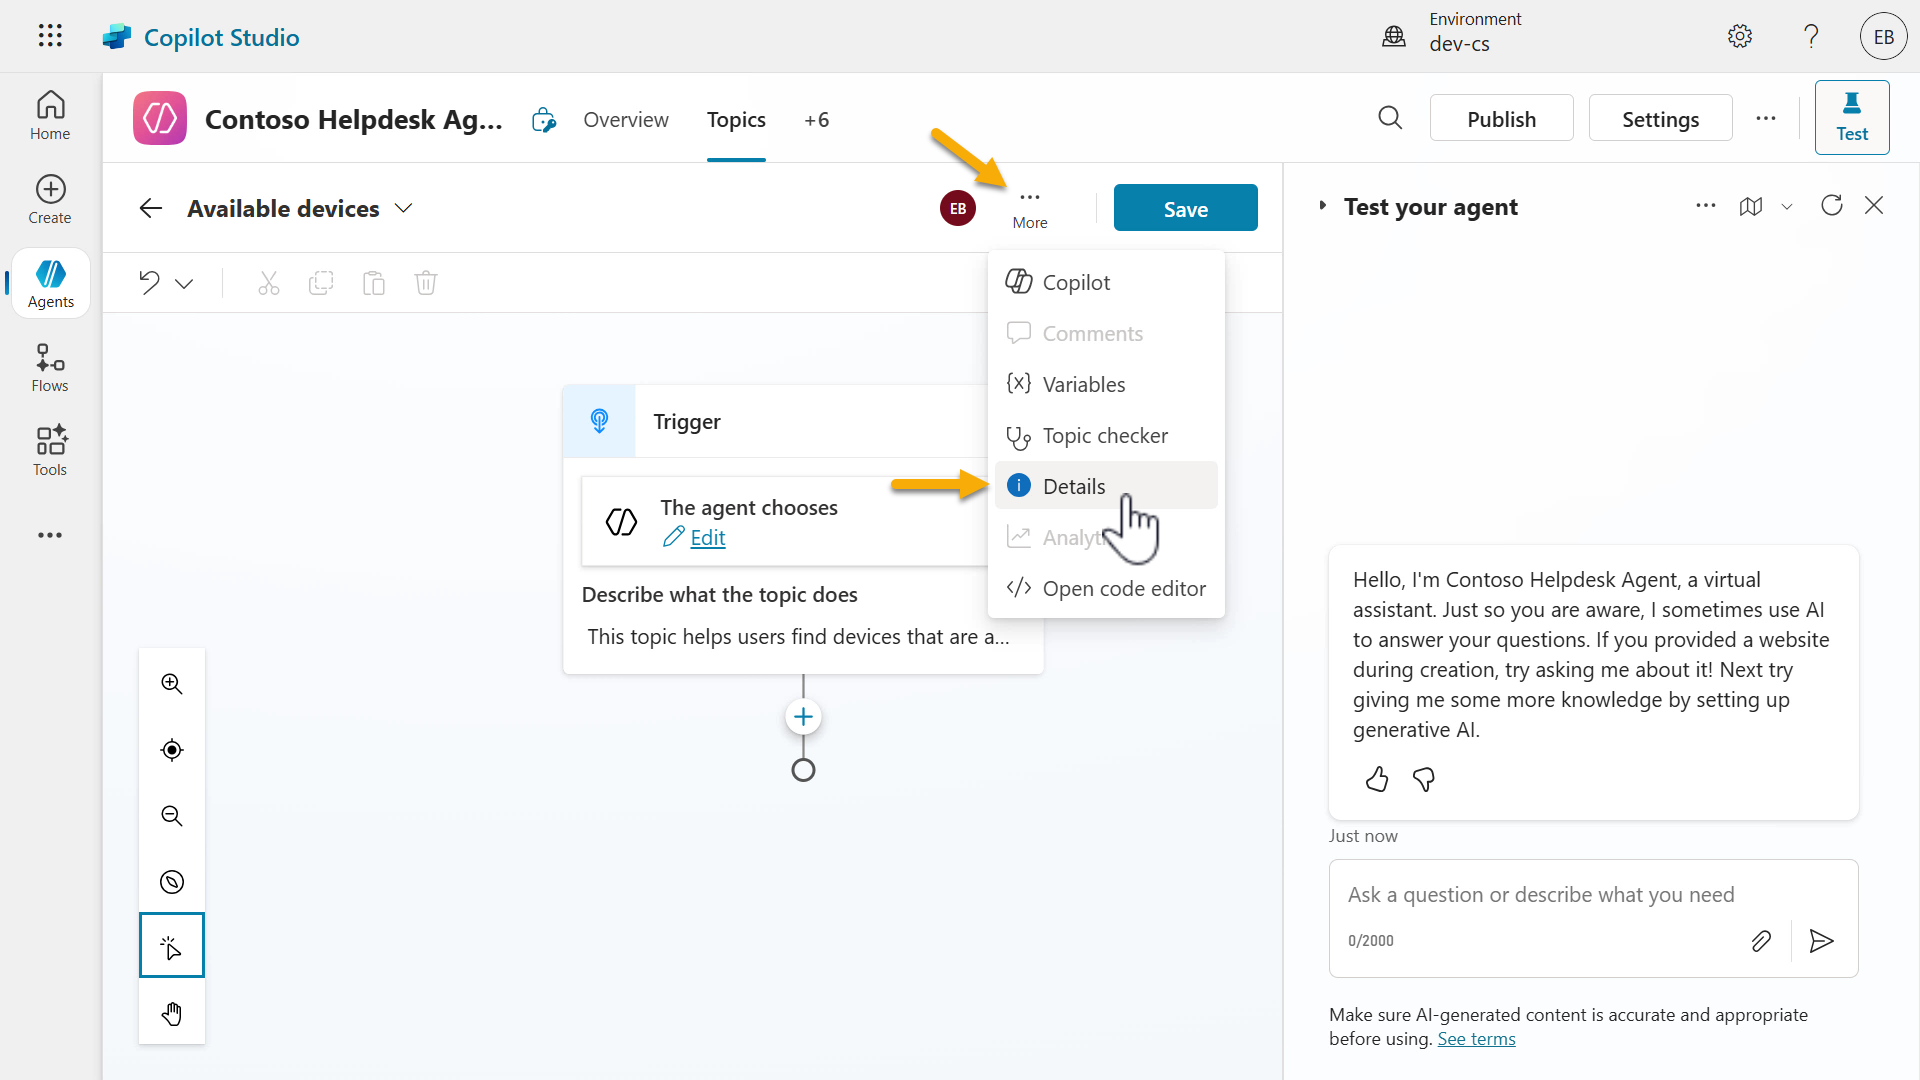 Copilot Studio
Environment
dev-cs
EB
Home
Create
Agents
Flows
Tools
Contoso Helpdesk Ag...
Overview
Topics
+6
Publish
Settings
Test
Available devices
EB
More
Save
Copilot
Comments
Variables
Topic checker
Details
Open code editor
Trigger
The agent chooses
Edit
Describe what the topic does
This topic helps users find devices that are a...
Test your agent
Hello, I'm Contoso Helpdesk Agent, a virtual
assistant. Just so you are aware, I sometimes use AI
to answer your questions. If you provided a website
during creation, try asking me about it! Next try
giving me some more knowledge by setting up
generative AI.
Just now
Ask a question or describe what you need
0/2000
Make sure AI-generated content is accurate and appropriate
before using. See terms